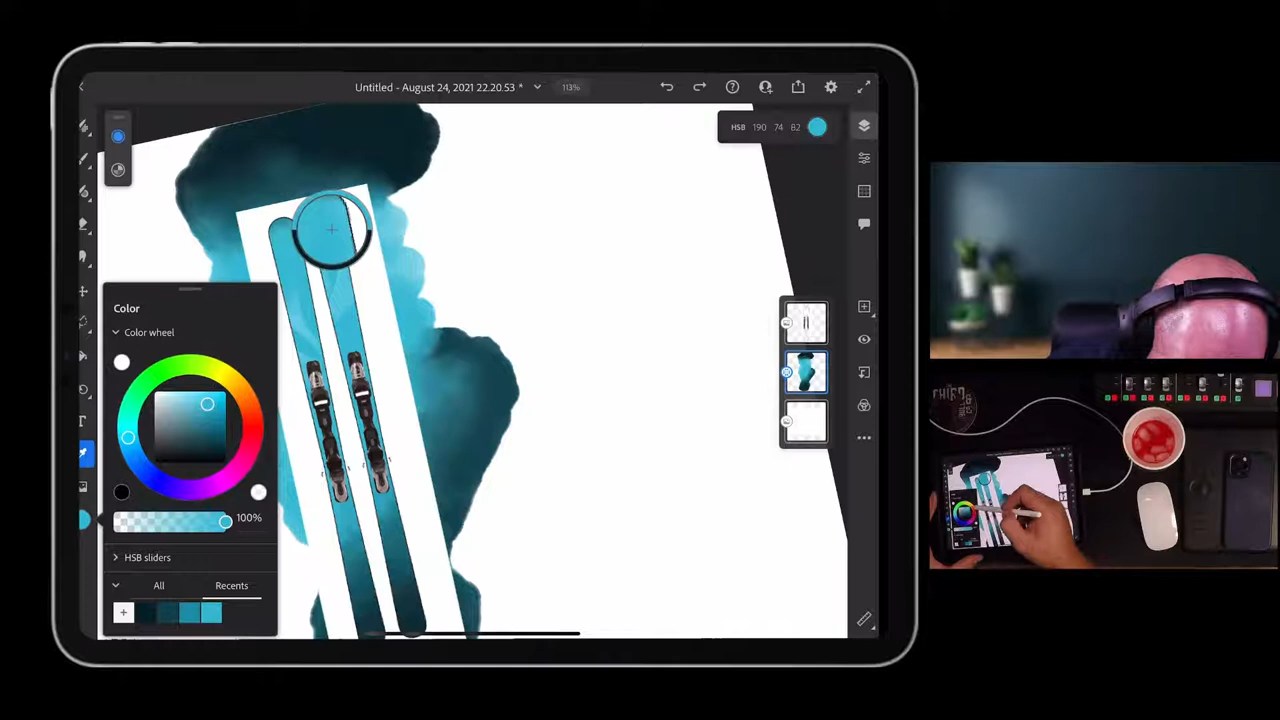 Untitled - August 24, 2021 22.20.53 *
113%
HSB 190 74 82
Color
Color wheel
100%
HSB sliders
All
Recents
T